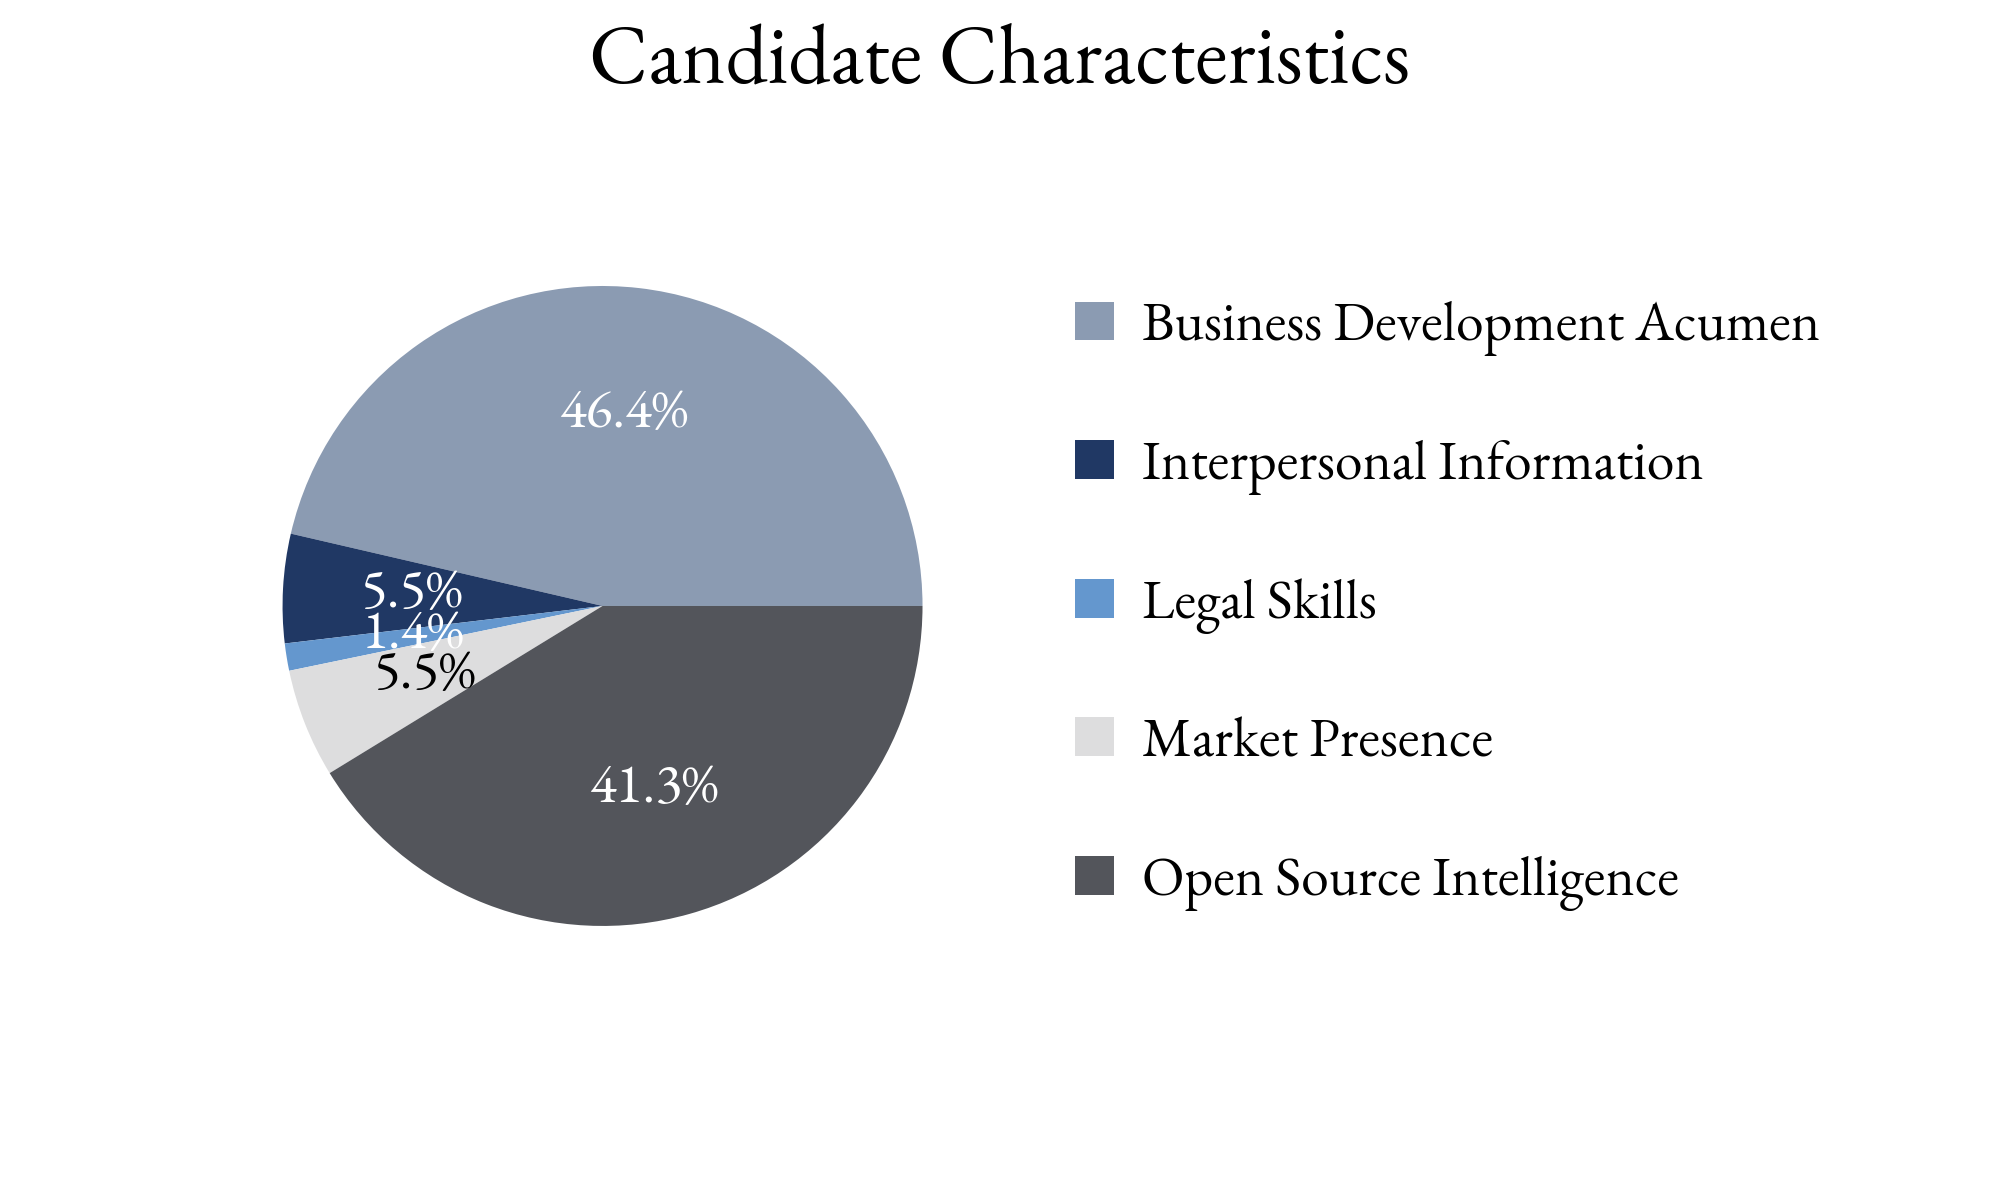 Candidate Characteristics
46.4%
5.5%
1.4%
5.5%
41.3%
Business Development Acumen
Interpersonal Information
Legal Skills
Market Presence
Open Source Intelligence